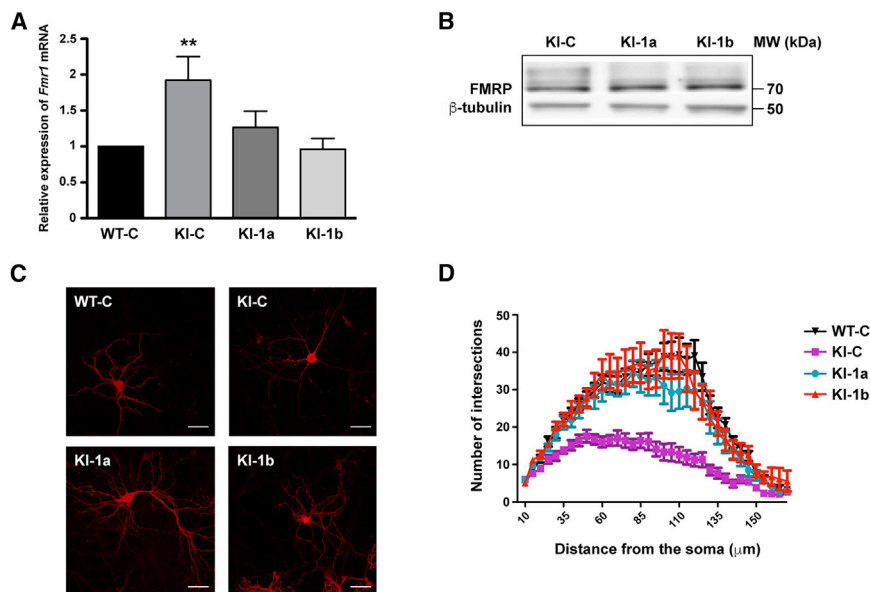 A
Relative expression of Fmr1 mRNA
2.5
2
1.5
1
0.5
0
**
WT-C KI-C KI-1a KI-1b
B
KI-C KI-1a KI-1b MW (kDa)
FMRP 70
β-tubulin 50
C
WT-C KI-C
KI-1a KI-1b
D
Number of intersections
50
40
30
20
10
0
10 35 60 85 110 135 150
Distance from the soma (μm)
WT-C
KI-C
KI-1a
KI-1b